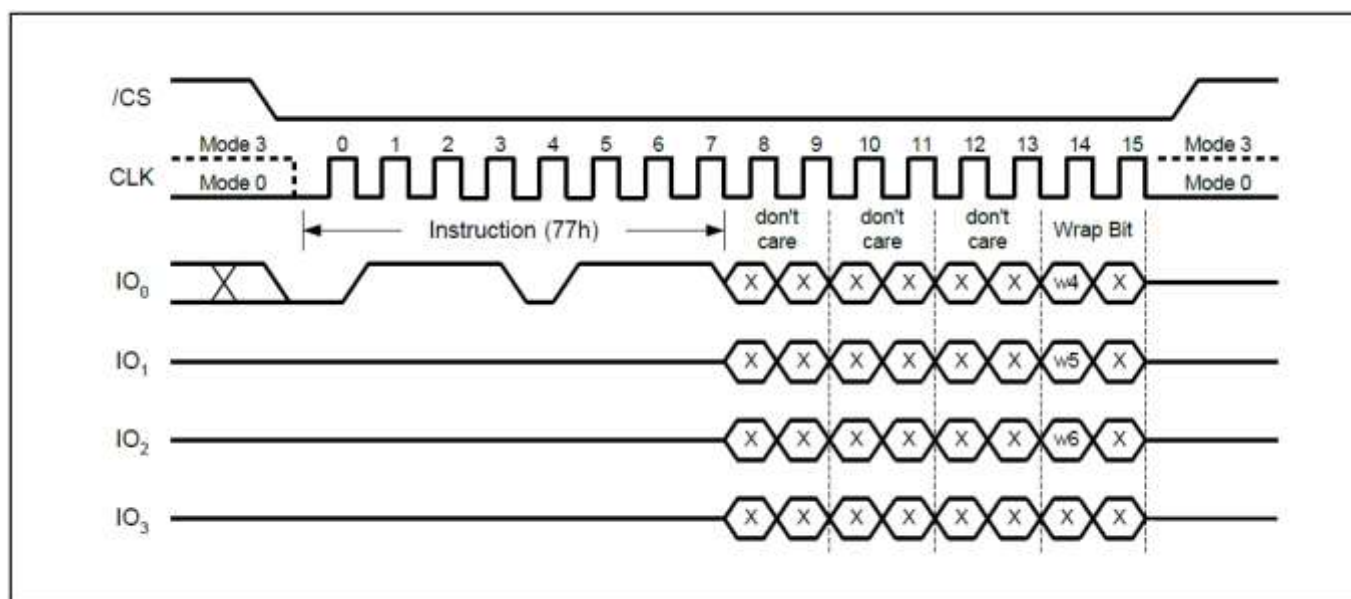 /CS
Mode 3 0 1 2 3 4 5 6 7 8 9 10 11 12 13 14 15 Mode 3
CLK
Mode 0 Mode 0
Instruction (77h) don't care don't care don't care Wrap Bit
IO0 X X X X X X X w4 X
IO1 X X X X X X w5 X
IO2 X X X X X X w6 X
IO3 X X X X X X X X